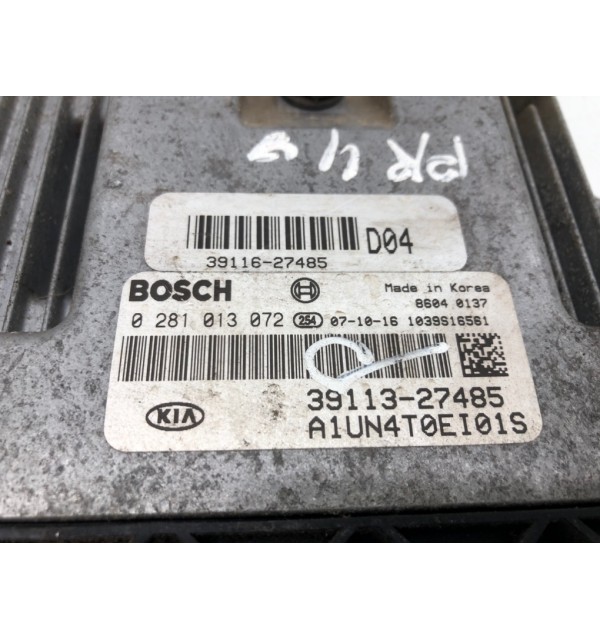 PR 48
D04
39116-27485
BOSCH Made in Korea
8604 0137
0 281 013 072 254 07-10-16 1039S16561
39113-27485
KIA A1UN4T0EI01S